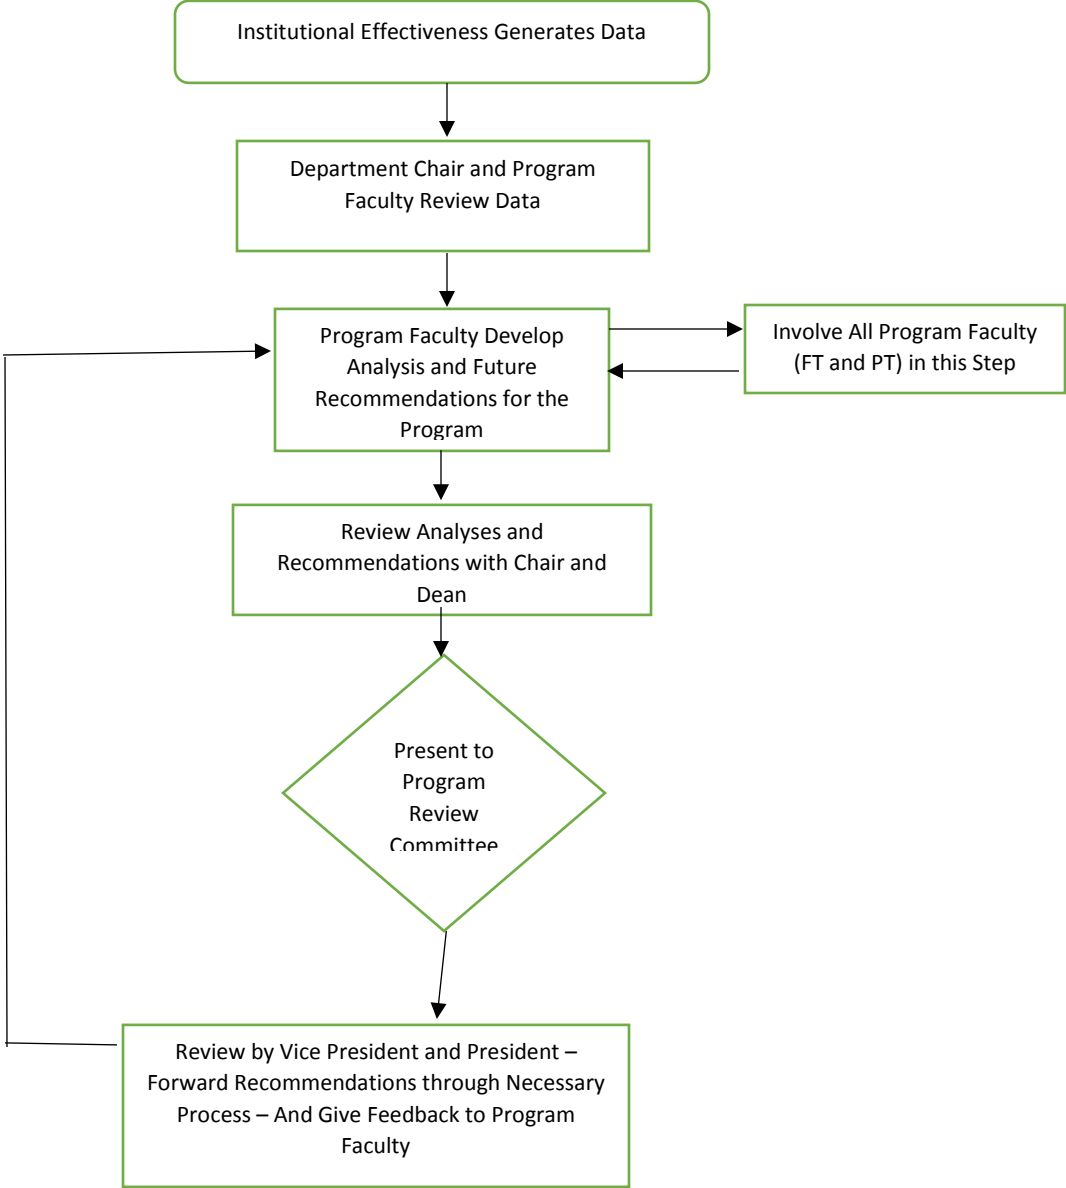 Institutional Effectiveness Generates Data
Department Chair and Program
Faculty Review Data
Program Faculty Develop
Analysis and Future
Recommendations for the
Program
Involve All Program Faculty
(FT and PT) in this Step
Review Analyses and
Recommendations with Chair and
Dean
Present to
Program
Review
Committee
Review by Vice President and President –
Forward Recommendations through Necessary
Process – And Give Feedback to Program
Faculty